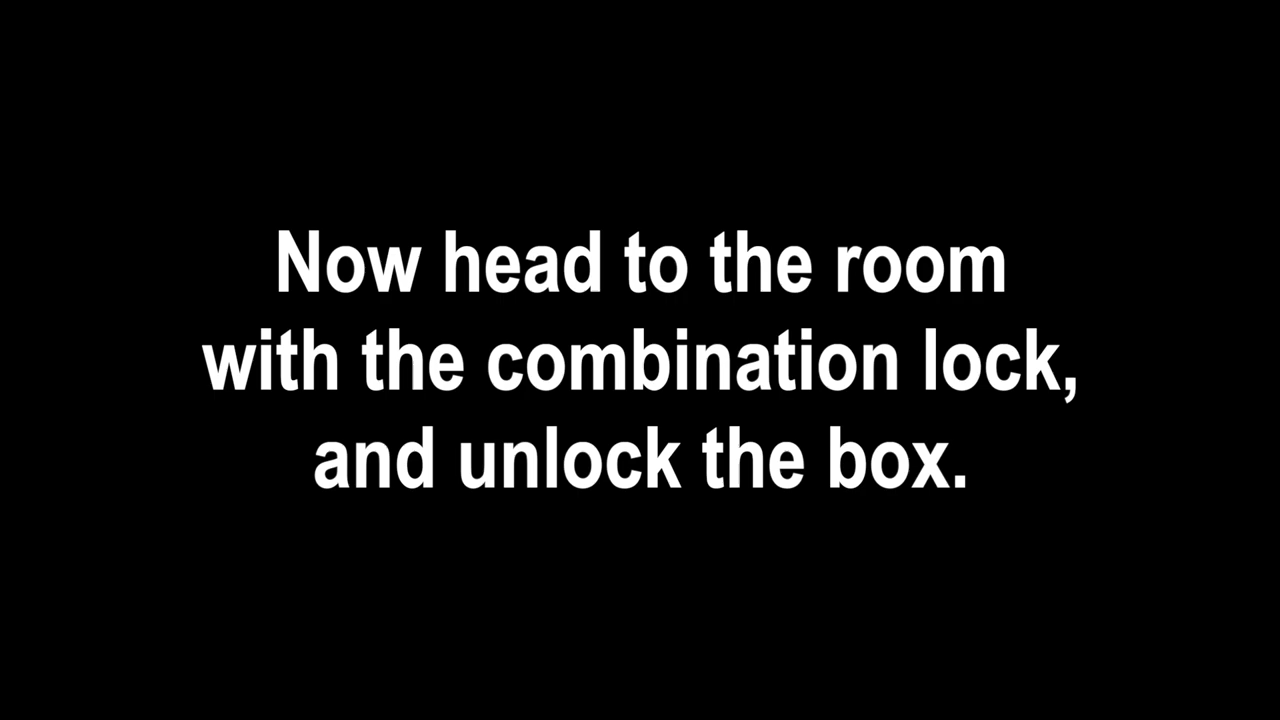 Now head to the room
with the combination lock,
and unlock the box.